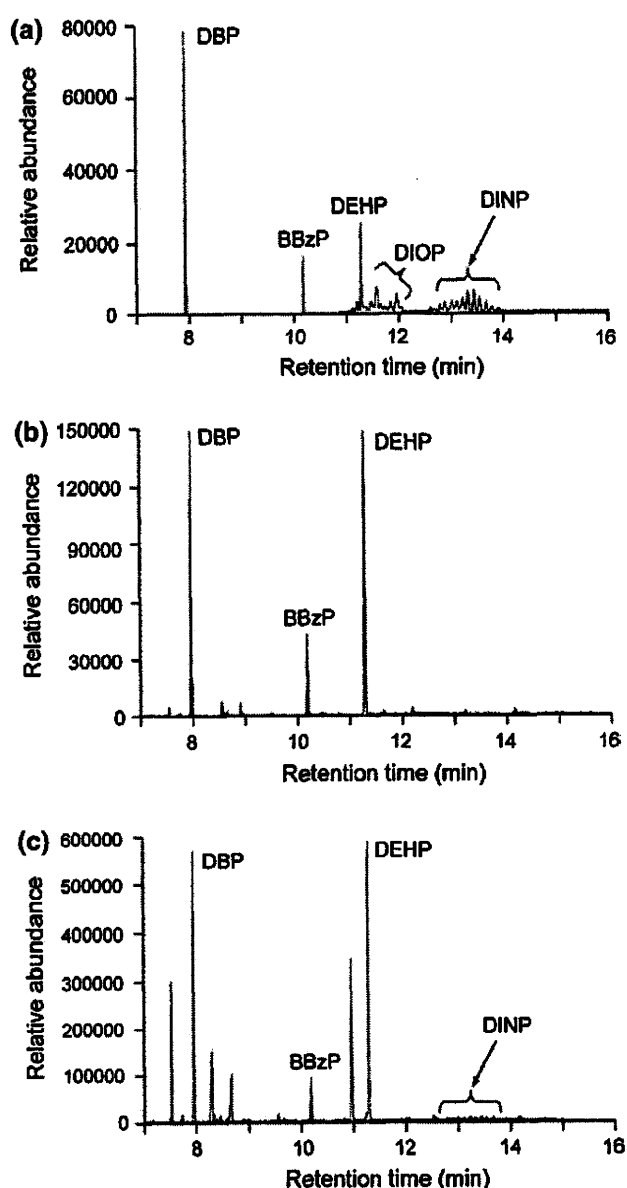 (a)
80000
DBP
60000
40000
20000
0
Relative abundance
BBzP
DEHP
DIOP
DINP
8
10
12
14
16
Retention time (min)
(b)
150000
DBP
DEHP
120000
90000
60000
30000
0
Relative abundance
BBzP
8
10
12
14
16
Retention time (min)
(c)
600000
DBP
DEHP
500000
400000
300000
200000
100000
0
Relative abundance
BBzP
DINP
8
10
12
14
16
Retention time (min)